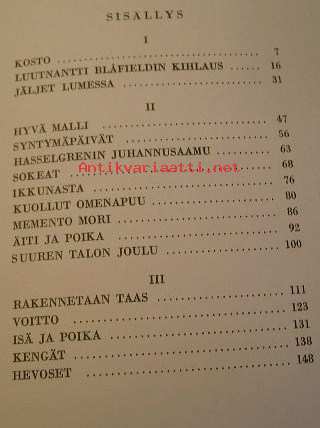 SISÄLLYS
I
KOSTO 7
LUUTNANTTI BLÅFIELDIN KIHLAUS 16
JÄLJET LUMESSA 31
II
HYVÄ MALLI 47
SYNTYMÄPÄIVÄT 56
HASSELGRENIN JUHANNUSAAMU 63
SOKEAT 68
Antikvariaatti.net
IKKUNASTA 76
KUOLLUT OMENAPUU 80
MEMENTO MORI 86
ÄITI JA POIKA 92
SUUREN TALON JOULU 100
III
RAKENNETAAN TAAS 111
VOITTO 123
ISÄ JA POIKA 131
KENGÄT 138
HEVOSET 148